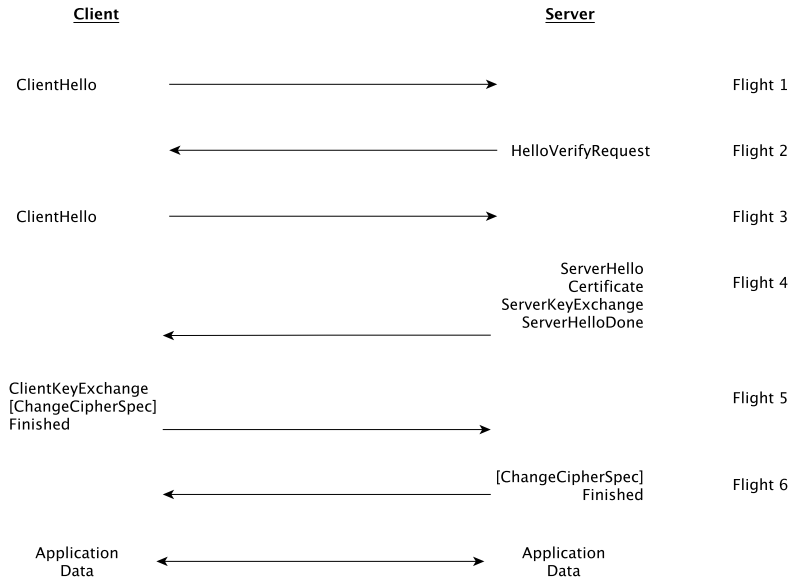 Client Server
ClientHello Flight 1
HelloVerifyRequest Flight 2
ClientHello Flight 3
ServerHello
Certificate Flight 4
ServerKeyExchange
ServerHelloDone
ClientKeyExchange
[ChangeCipherSpec] Flight 5
Finished
[ChangeCipherSpec] Flight 6
Finished
Application Application
Data Data